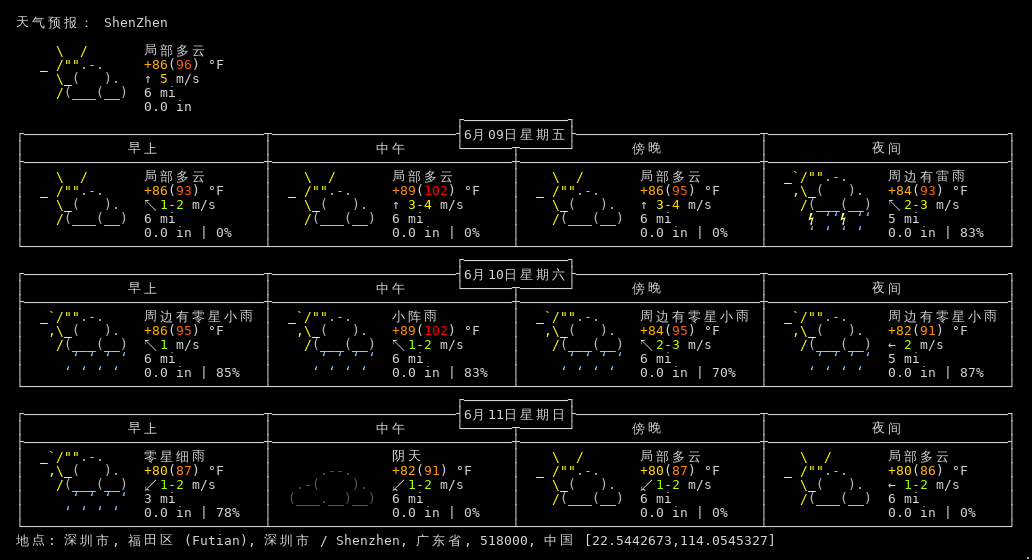 天气预报： ShenZhen
局部多云
+86(96) °F
↑ 5 m/s
6 mi
0.0 in
6月09日星期五
早上 中午 傍晚 夜间
局部多云 局部多云 局部多云 周边有雷雨
+86(93) °F +89(102) °F +86(95) °F +84(93) °F
↖ 1-2 m/s ↑ 3-4 m/s ↑ 3-4 m/s ↖ 2-3 m/s
6 mi 6 mi 6 mi 5 mi
0.0 in | 0% 0.0 in | 0% 0.0 in | 0% 0.0 in | 83%
6月10日星期六
早上 中午 傍晚 夜间
周边有零星小雨 小阵雨 周边有零星小雨 周边有零星小雨
+86(95) °F +89(102) °F +84(95) °F +82(91) °F
↖ 1 m/s ↖ 1-2 m/s ↖ 2-3 m/s ← 2 m/s
6 mi 6 mi 6 mi 5 mi
0.0 in | 85% 0.0 in | 83% 0.0 in | 70% 0.0 in | 87%
6月11日星期日
早上 中午 傍晚 夜间
零星细雨 阴天 局部多云 局部多云
+80(87) °F +82(91) °F +80(87) °F +80(86) °F
↙ 1-2 m/s ↙ 1-2 m/s ↙ 1-2 m/s ← 1-2 m/s
3 mi 6 mi 6 mi 6 mi
0.0 in | 78% 0.0 in | 0% 0.0 in | 0% 0.0 in | 0%
地点: 深圳市, 福田区 (Futian), 深圳市 / Shenzhen, 广东省, 518000, 中国 [22.5442673,114.0545327]